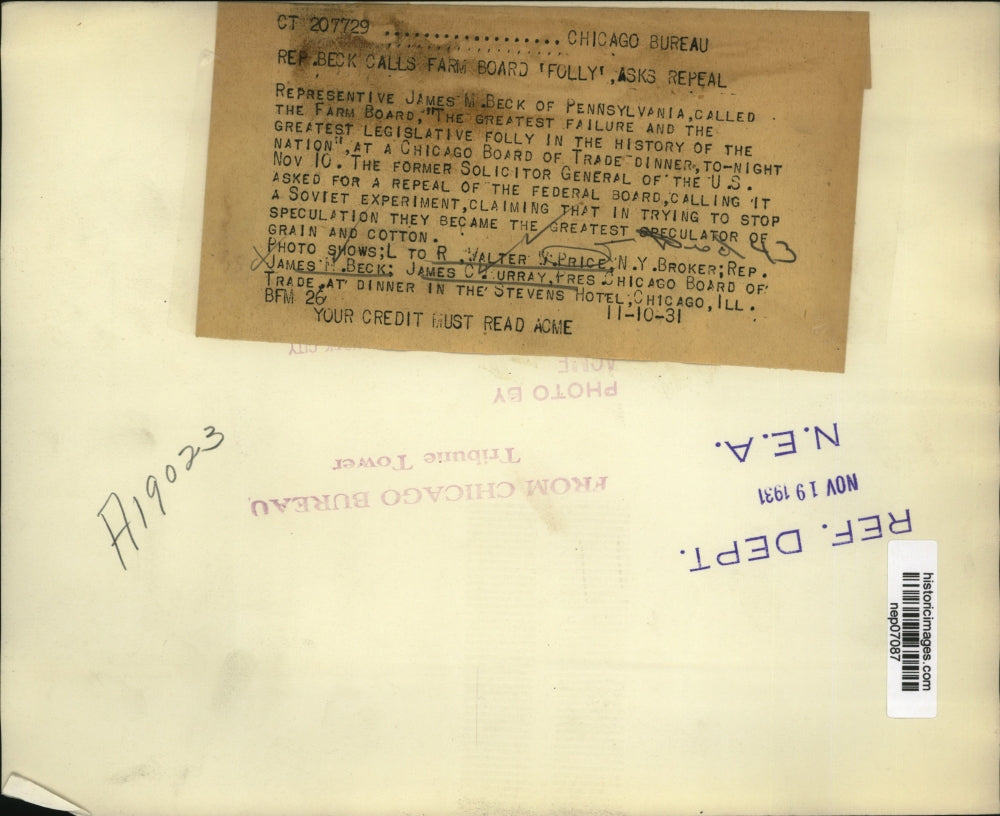 CT 207729 .................. CHICAGO BUREAU
REP.BECK CALLS FARM BOARD 'FOLLY',ASKS REPEAL
REPRESENTIVE JAMES M.BECK OF PENNSYLVANIA,CALLED
THE FARM BOARD,"THE GREATEST FAILURE AND THE
GREATEST LEGISLATIVE FOLLY IN THE HISTORY OF THE
NATION",AT A CHICAGO BOARD OF TRADE DINNER,TO-NIGHT
NOV 10. THE FORMER SOLICITOR GENERAL OF THE U.S.
ASKED FOR A REPEAL OF THE FEDERAL BOARD,CALLING IT
A SOVIET EXPERIMENT,CLAIMING THAT IN TRYING TO STOP
SPECULATION THEY BECAME THE GREATEST SPECULATOR OF
GRAIN AND COTTON.
PHOTO SHOWS;L TO R.WALTER W.PRICE,N.Y.BROKER;REP.
JAMES M.BECK; JAMES C.MURRAY,PRES.CHICAGO BOARD OF
TRADE,AT DINNER IN THE STEVENS HOTEL,CHICAGO,ILL.
BFM 26 11-10-31
YOUR CREDIT MUST READ ACME
A19023
REF. DEPT.
NOV 19 1931
N.E.A.
FROM CHICAGO BUREAU
Tribune Tower
PHOTO BY
ACME
CITY
historicimages.com
nep07087